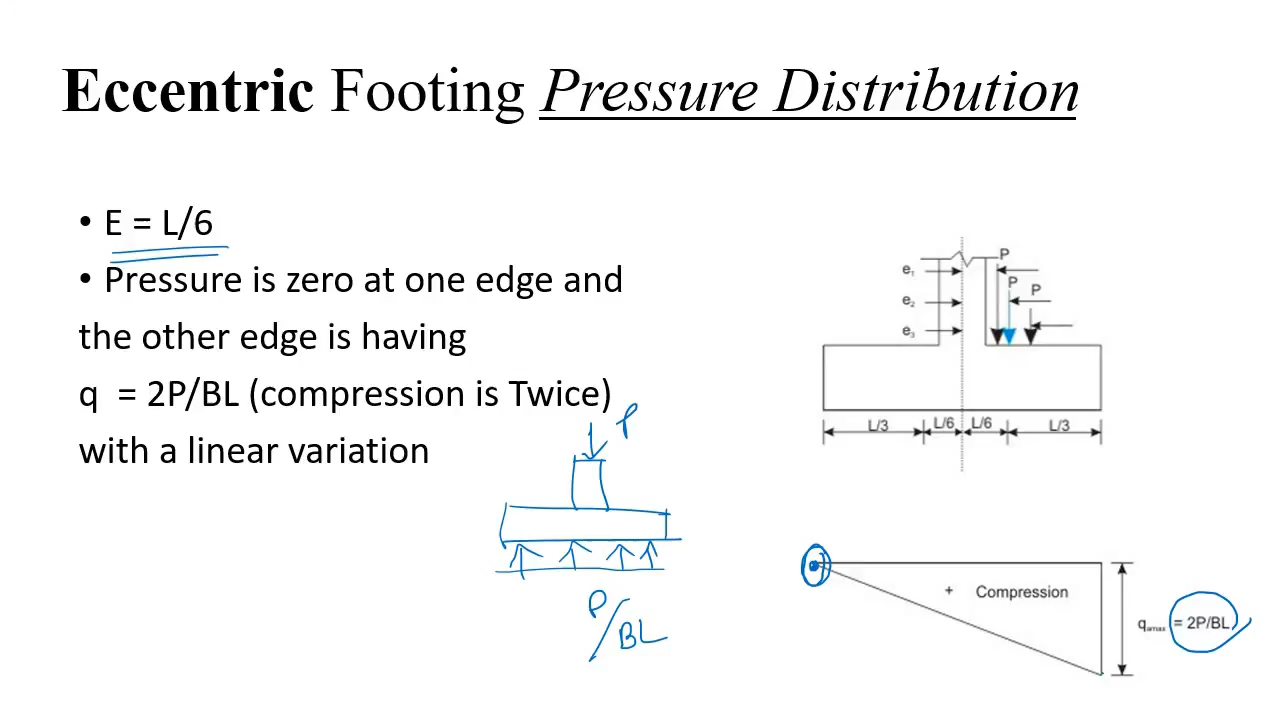 Eccentric Footing Pressure Distribution
• E = L/6
• Pressure is zero at one edge and
the other edge is having
q = 2P/BL (compression is Twice)
with a linear variation
P
P/BL
P
e₁
P
P
e₂
e₃
L/3 L/6 L/6 L/3
+ Compression
= 2P/BL